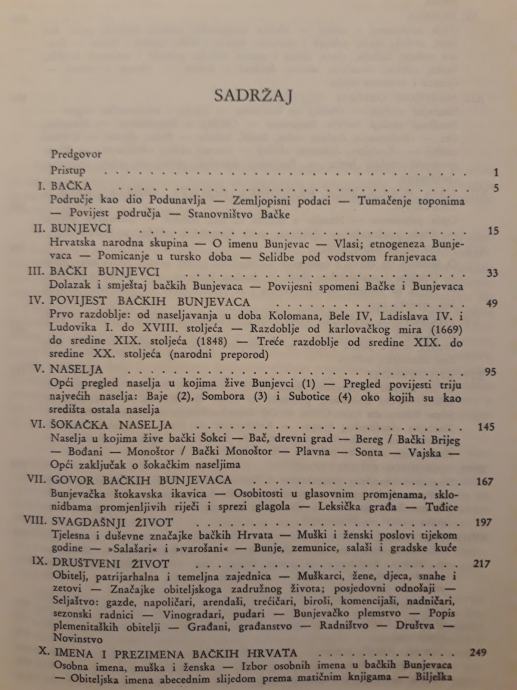 SADRŽAJ
Predgovor
Pristup . . . . . . . . . . . . . . . . . . . . . . . . . . . . 1
I. BAČKA . . . . . . . . . . . . . . . . . . . . . . . . . . . 5
Područje kao dio Podunavlja — Zemljopisni podaci — Tumačenje toponima
— Povijest područja — Stanovništvo Bačke
II. BUNJEVCI . . . . . . . . . . . . . . . . . . . . . . . . . 15
Hrvatska narodna skupina — O imenu Bunjevac — Vlasi; etnogeneza Bunje-
vaca — Pomicanje u tursko doba — Selidbe pod vodstvom franjevaca
III. BAČKI BUNJEVCI . . . . . . . . . . . . . . . . . . . . . 33
Dolazak i smještaj bačkih Bunjevaca — Povijesni spomeni Bačke i Bunjevaca
IV. POVIJEST BAČKIH BUNJEVACA . . . . . . . . . . . . . . 49
Prvo razdoblje: od naseljavanja u doba Kolomana, Bele IV, Ladislava IV. i
Ludovika I. do XVIII. stoljeća — Razdoblje od karlovačkog mira (1669)
do sredine XIX. stoljeća (1848) — Treće razdoblje od sredine XIX. do
sredine XX. stoljeća (narodni preporod)
V. NASELJA . . . . . . . . . . . . . . . . . . . . . . . . . . 95
Opći pregled naselja u kojima žive Bunjevci (1) — Pregled povijesti triju
najvećih naselja: Baje (2), Sombora (3) i Subotice (4) oko kojih su kao
središta ostala naselja
VI. ŠOKAČKA NASELJA . . . . . . . . . . . . . . . . . . . . 145
Naselja u kojima žive bački Šokci — Bač, drevni grad — Bereg / Bački Brijeg
— Bođani — Monoštor / Bački Monoštor — Plavna — Sonta — Vajska —
Opći zaključak o šokačkim naseljima
VII. GOVOR BAČKIH BUNJEVACA . . . . . . . . . . . . . . . 167
Bunjevačka štokavska ikavica — Osobitosti u glasovnim promjenama, sklo-
nidbama promjenljivih riječi i sprezi glagola — Leksička građa — Tuđice
VIII. SVAGDAŠNJI ŽIVOT . . . . . . . . . . . . . . . . . . . 197
Tjelesna i duševne značajke bačkih Hrvata — Muški i ženski poslovi tijekom
godine — »Salašari« i »varošani« — Bunje, zemunice, salaši i gradske kuće
IX. DRUŠTVENI ŽIVOT . . . . . . . . . . . . . . . . . . . . 217
Obitelj, patrijarhalna i temeljna zajednica — Muškarci, žene, djeca, snahe i
zetovi — Značajke obiteljskoga zadružnog života; posjedovni odnošaji —
Seljaštvo: gazde, napoličari, arendaši, trećičari, biroši, komencijaši, nadničari,
sezonski radnici — Vinogradari, pudari — Bunjevačko plemstvo — Popis
plemenitaških obitelji — Građani, građanstvo — Radništvo — Društva —
Novinstvo
X. IMENA I PREZIMENA BAČKIH HRVATA . . . . . . . . . . 249
Osobna imena, muška i ženska — Izbor osobnih imena u bačkih Bunjevaca
— Obiteljska imena abecednim slijedom prema matičnim knjigama — Bilješka